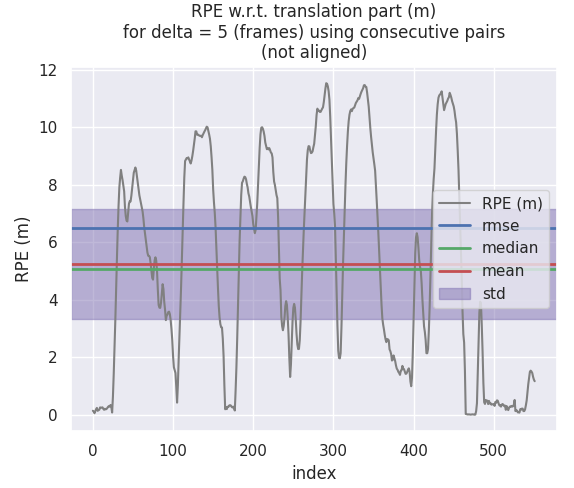 RPE w.r.t. translation part (m)
for delta = 5 (frames) using consecutive pairs
(not aligned)
12
10
8
6
4
2
0
RPE (m)
RPE (m)
rmse
median
mean
std
0 100 200 300 400 500
index